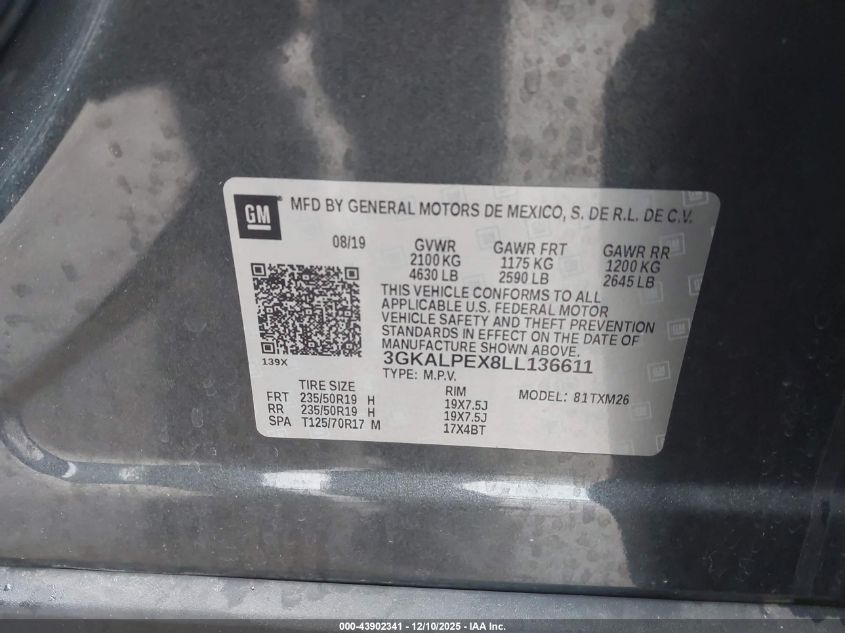 GM
MFD BY GENERAL MOTORS DE MEXICO, S. DE R.L. DE C.V.
08/19 GVWR GAWR FRT GAWR RR
2100 KG 1175 KG 1200 KG
4630 LB 2590 LB 2645 LB
THIS VEHICLE CONFORMS TO ALL
APPLICABLE U.S. FEDERAL MOTOR
VEHICLE SAFETY AND THEFT PREVENTION
STANDARDS IN EFFECT ON THE DATE OF
MANUFACTURE SHOWN ABOVE.
139X 3GKALPEX8LL136611
TYPE: M.P.V.
TIRE SIZE RIM MODEL: 81TXM26
FRT 235/50R19 H 19X7.5J
RR 235/50R19 H 19X7.5J
SPA T125/70R17 M 17X4BT
000-43902341 - 12/10/2025 - IAA Inc.